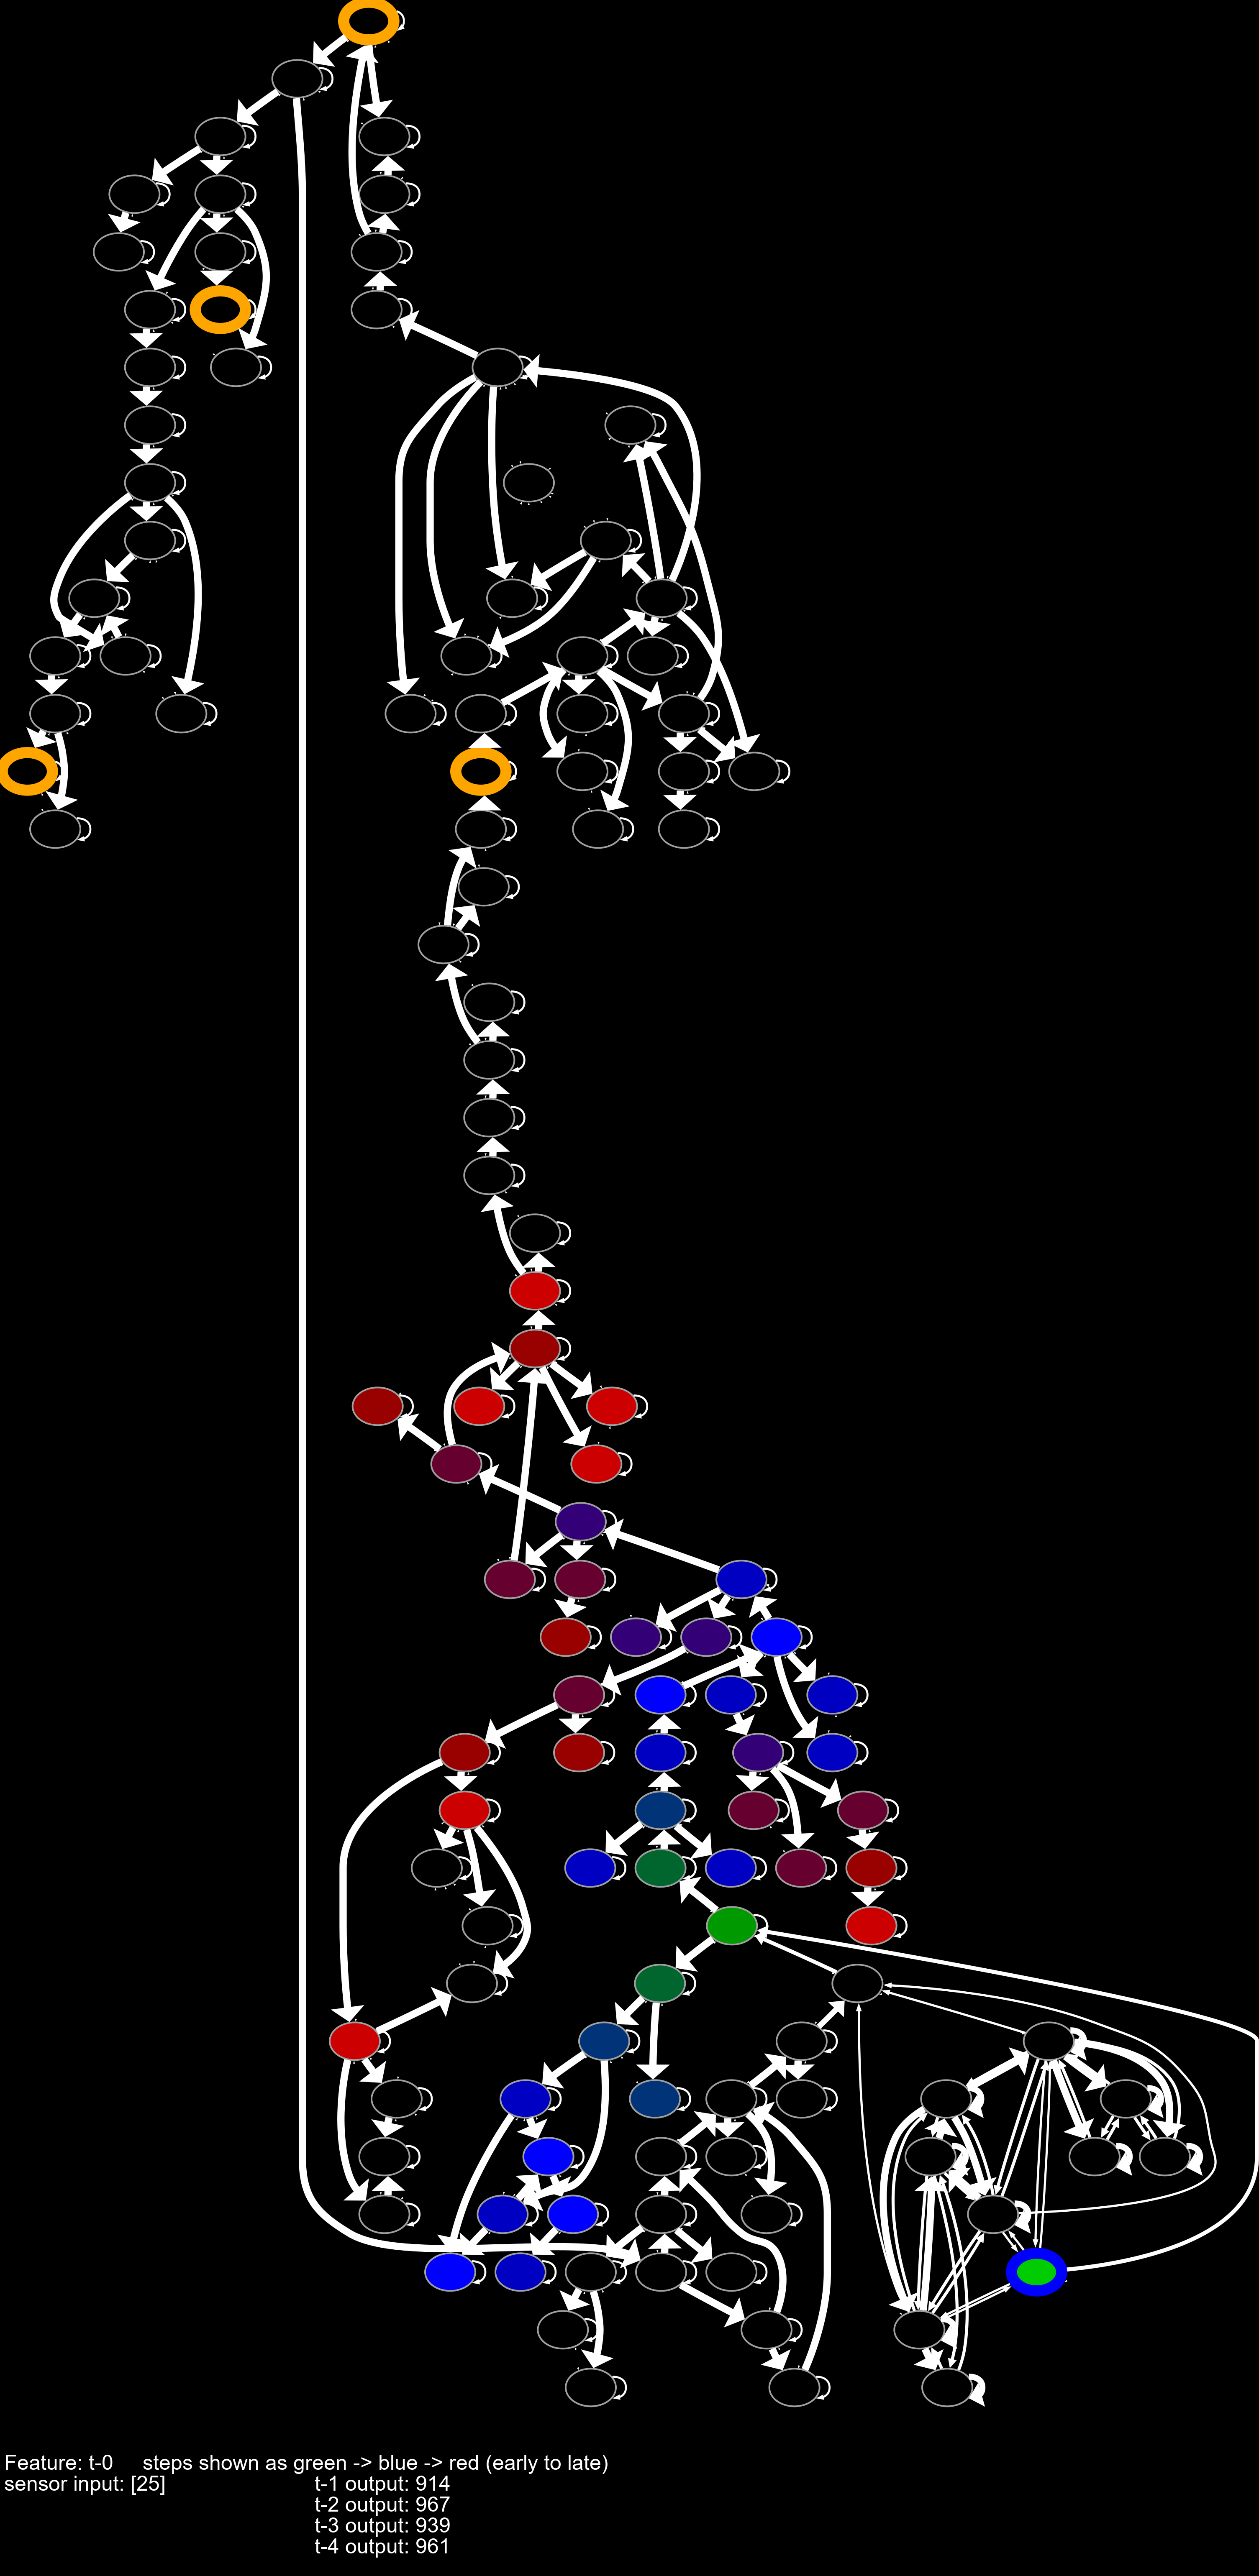 Feature: t-0 steps shown as green -> blue -> red (early to late)
sensor input: [25] t-1 output: 914
t-2 output: 967
t-3 output: 939
t-4 output: 961